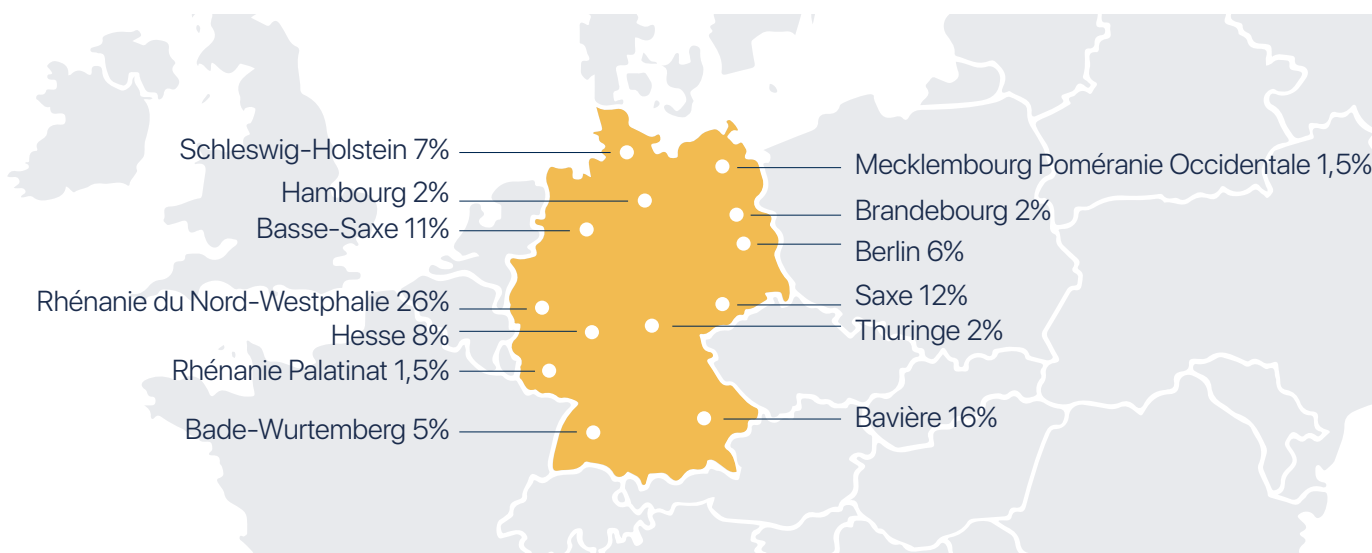 Schleswig-Holstein 7%
Hambourg 2%
Basse-Saxe 11%
Rhénanie du Nord-Westphalie 26%
Hesse 8%
Rhénanie Palatinat 1,5%
Bade-Wurtemberg 5%
Mecklembourg Poméranie Occidentale 1,5%
Brandebourg 2%
Berlin 6%
Saxe 12%
Thuringe 2%
Bavière 16%